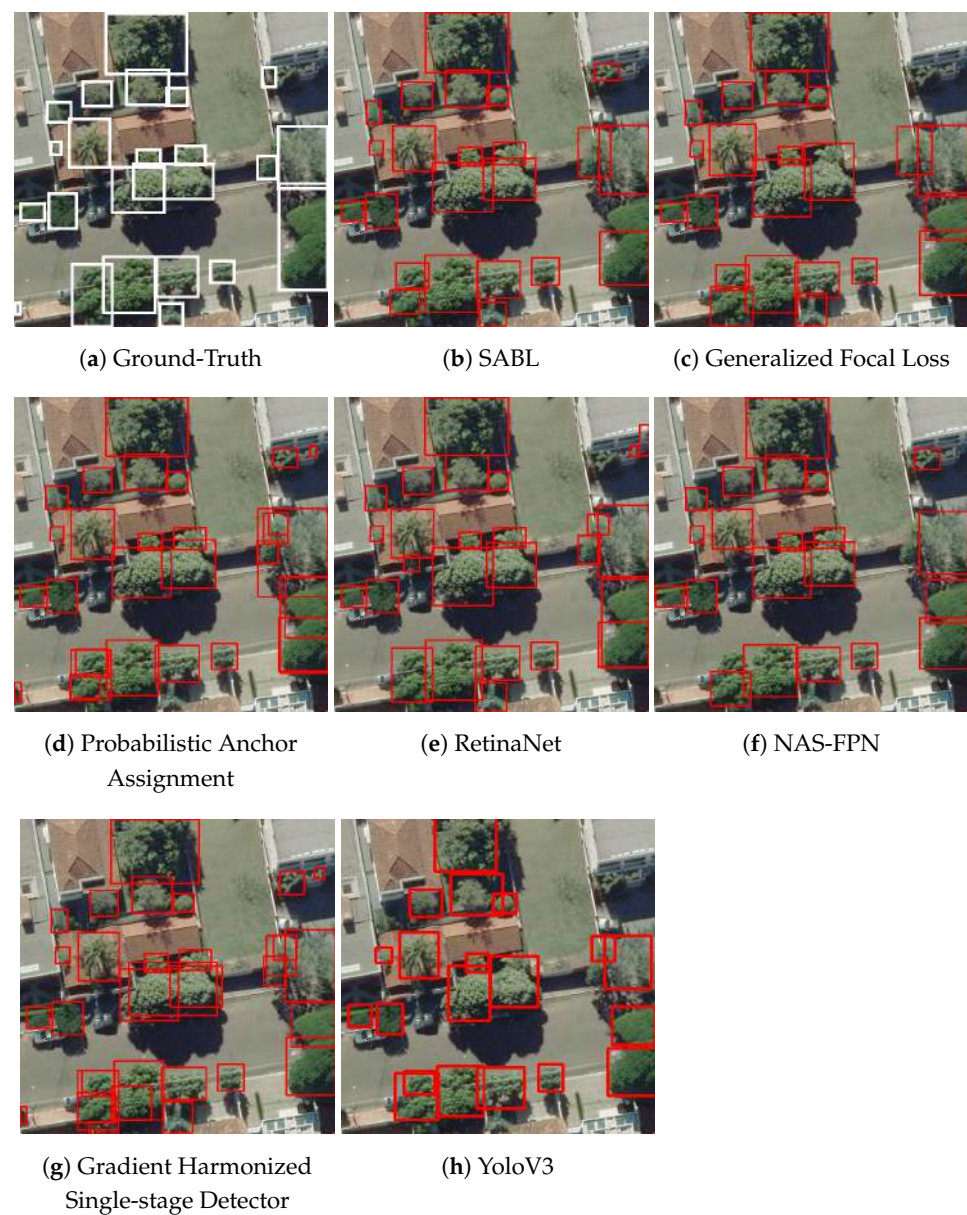 (a) Ground-Truth
(b) SABL
(c) Generalized Focal Loss
(d) Probabilistic Anchor
Assignment
(e) RetinaNet
(f) NAS-FPN
(g) Gradient Harmonized
Single-stage Detector
(h) YoloV3